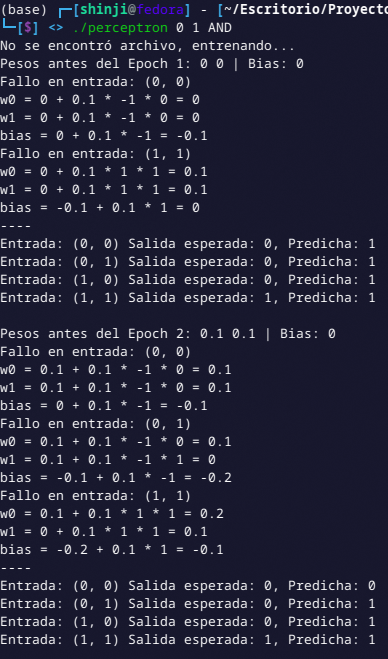 (base) ┌─[shinji@fedora] - [~/Escritorio/Proyecto
└─[$] <> ./perceptron 0 1 AND
No se encontró archivo, entrenando...
Pesos antes del Epoch 1: 0 0 | Bias: 0
Fallo en entrada: (0, 0)
w0 = 0 + 0.1 * -1 * 0 = 0
w1 = 0 + 0.1 * -1 * 0 = 0
bias = 0 + 0.1 * -1 = -0.1
Fallo en entrada: (1, 1)
w0 = 0 + 0.1 * 1 * 1 = 0.1
w1 = 0 + 0.1 * 1 * 1 = 0.1
bias = -0.1 + 0.1 * 1 = 0
----
Entrada: (0, 0) Salida esperada: 0, Predicha: 1
Entrada: (0, 1) Salida esperada: 0, Predicha: 1
Entrada: (1, 0) Salida esperada: 0, Predicha: 1
Entrada: (1, 1) Salida esperada: 1, Predicha: 1

Pesos antes del Epoch 2: 0.1 0.1 | Bias: 0
Fallo en entrada: (0, 0)
w0 = 0.1 + 0.1 * -1 * 0 = 0.1
w1 = 0.1 + 0.1 * -1 * 0 = 0.1
bias = 0 + 0.1 * -1 = -0.1
Fallo en entrada: (0, 1)
w0 = 0.1 + 0.1 * -1 * 0 = 0.1
w1 = 0.1 + 0.1 * -1 * 1 = 0
bias = -0.1 + 0.1 * -1 = -0.2
Fallo en entrada: (1, 1)
w0 = 0.1 + 0.1 * 1 * 1 = 0.2
w1 = 0 + 0.1 * 1 * 1 = 0.1
bias = -0.2 + 0.1 * 1 = -0.1
----
Entrada: (0, 0) Salida esperada: 0, Predicha: 0
Entrada: (0, 1) Salida esperada: 0, Predicha: 1
Entrada: (1, 0) Salida esperada: 0, Predicha: 1
Entrada: (1, 1) Salida esperada: 1, Predicha: 1